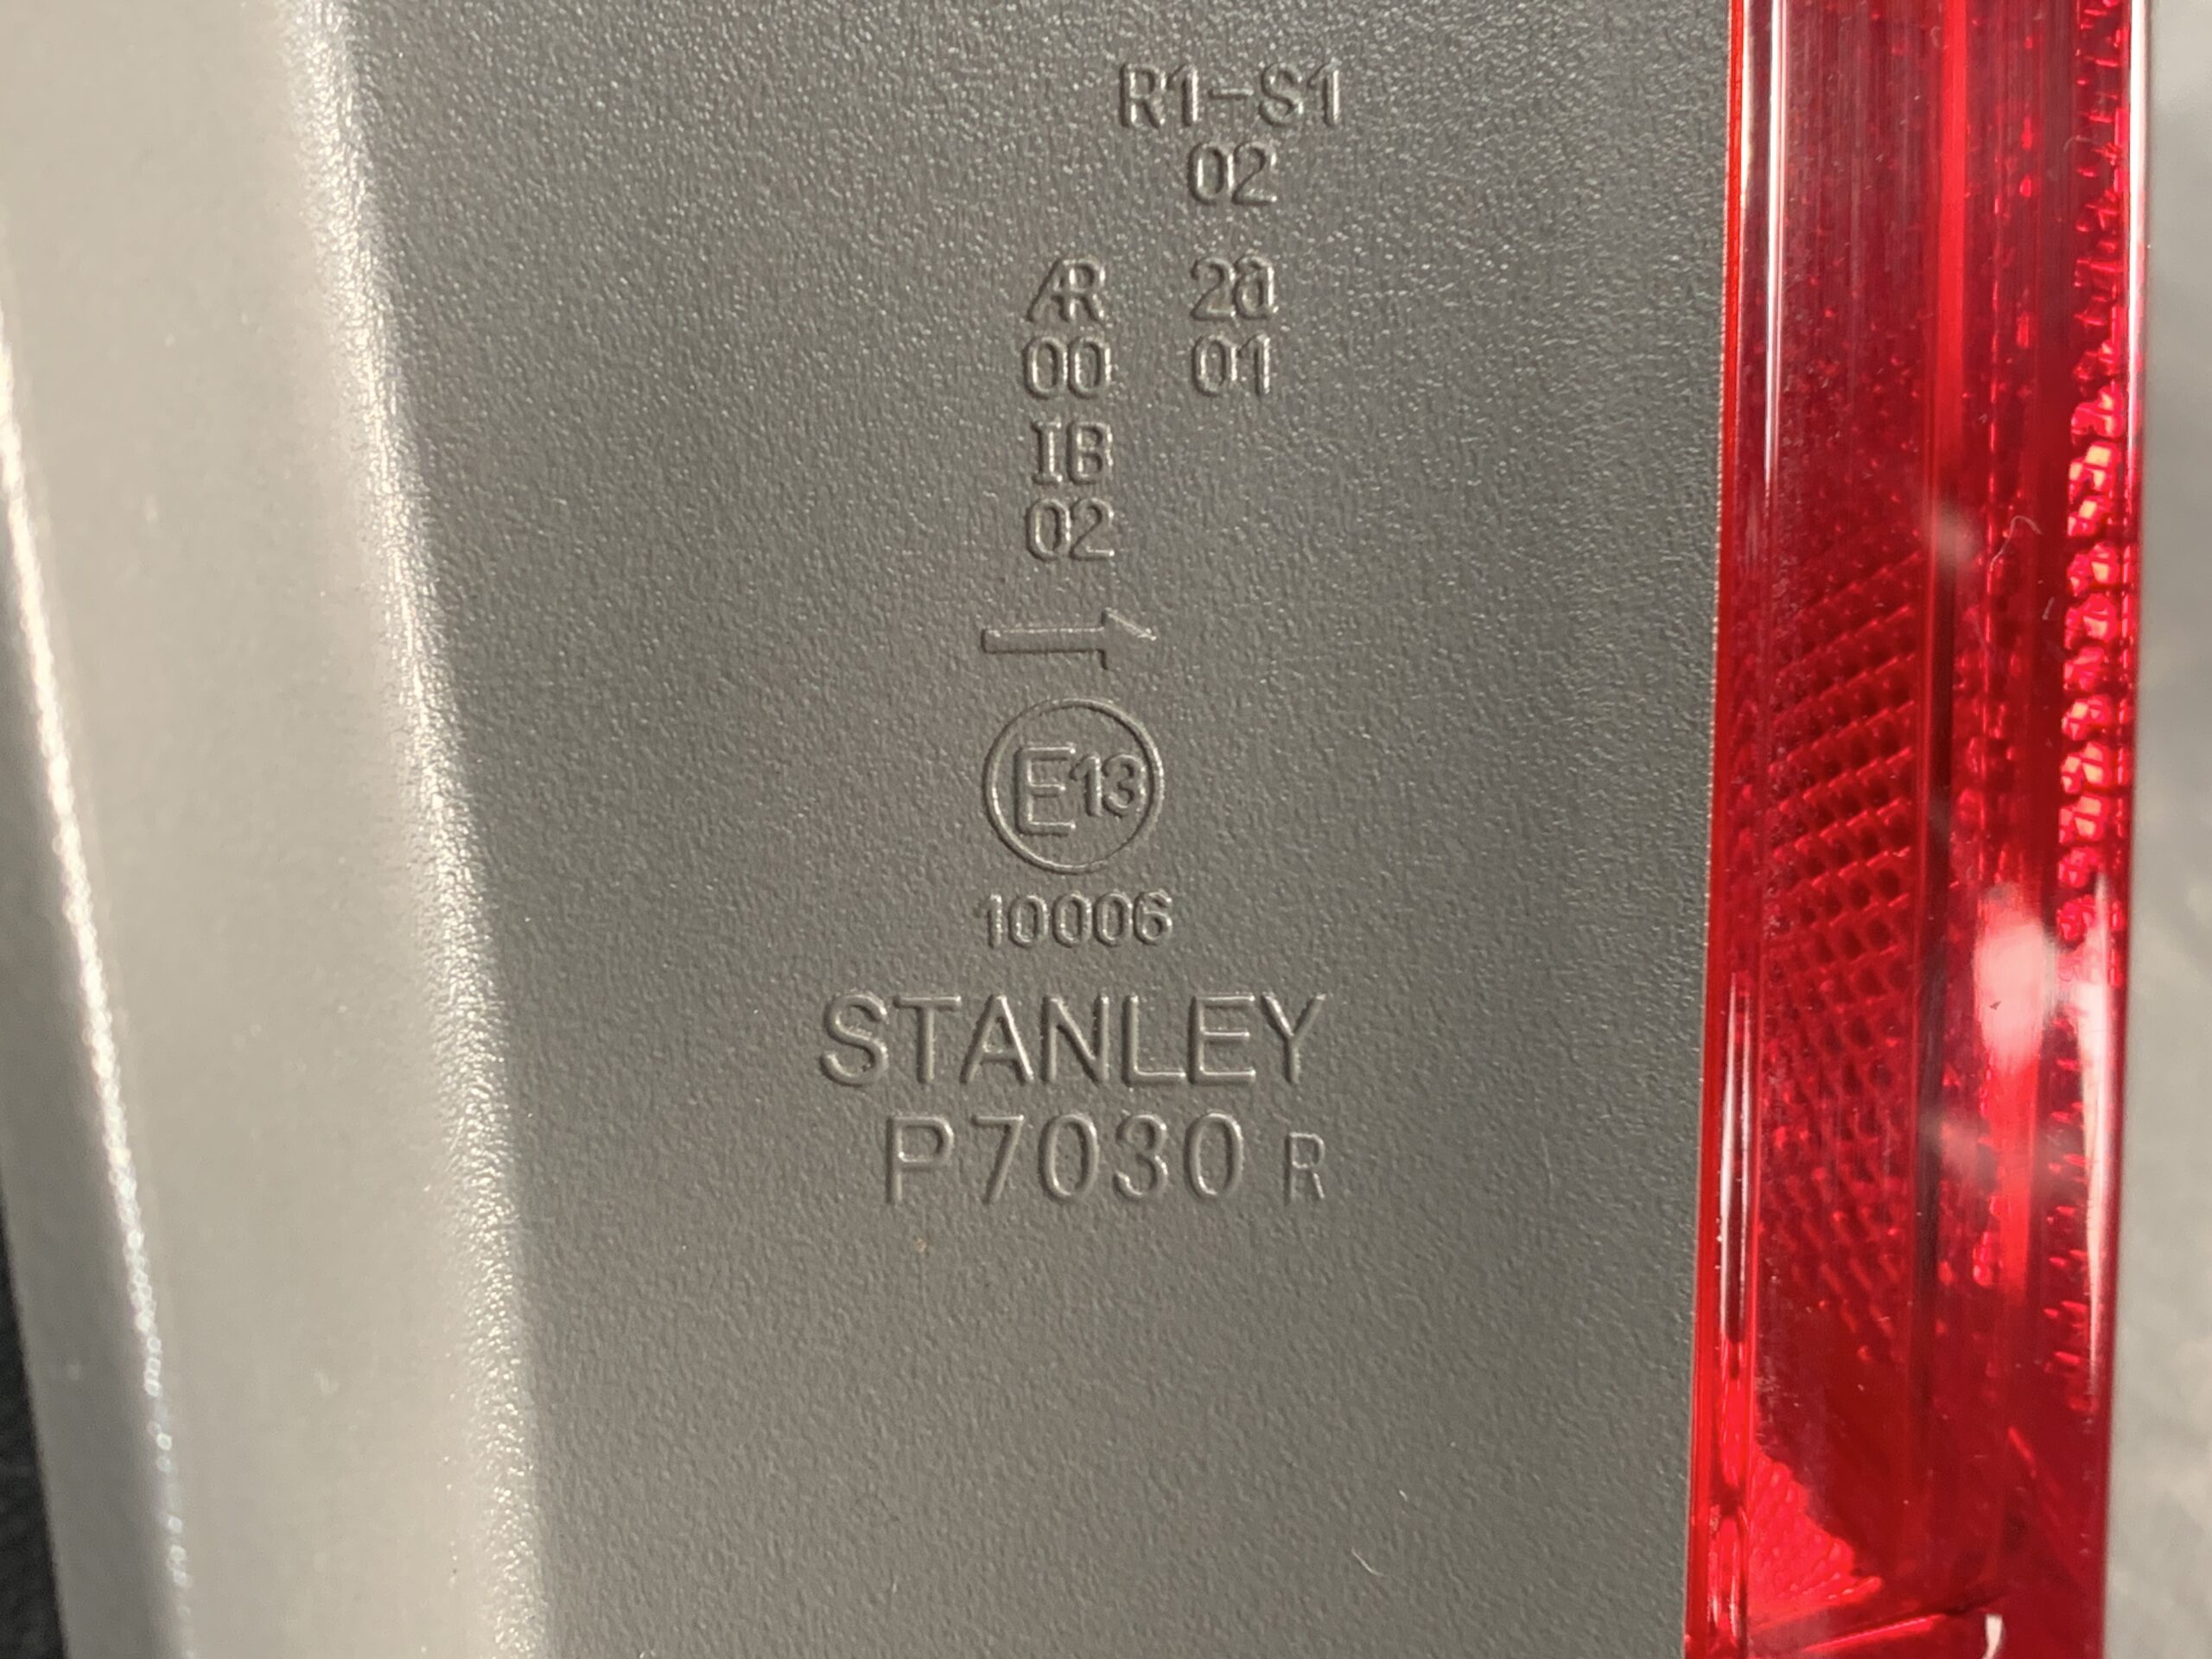 R1-S1
02
AR 2a
00 01
IB
02
→
E13
10006
STANLEY
P7030 R